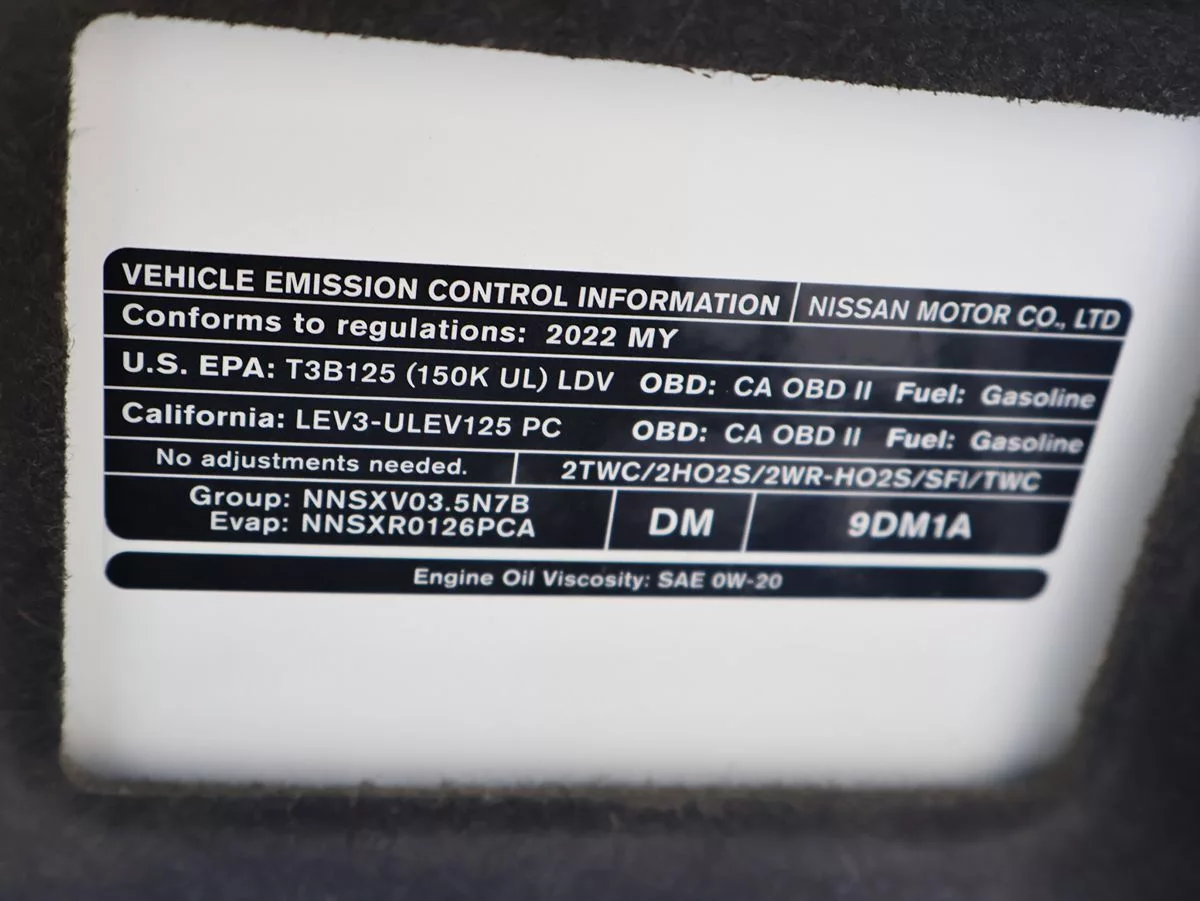 VEHICLE EMISSION CONTROL INFORMATION NISSAN MOTOR CO., LTD
Conforms to regulations: 2022 MY
U.S. EPA: T3B125 (150K UL) LDV OBD: CA OBD II Fuel: Gasoline
California: LEV3-ULEV125 PC OBD: CA OBD II Fuel: Gasoline
No adjustments needed. 2TWC/2HO2S/2WR-HO2S/SFI/TWC
Group: NNSXV03.5N7B
Evap: NNSXR0126PCA
DM
9DM1A
Engine Oil Viscosity: SAE 0W-20